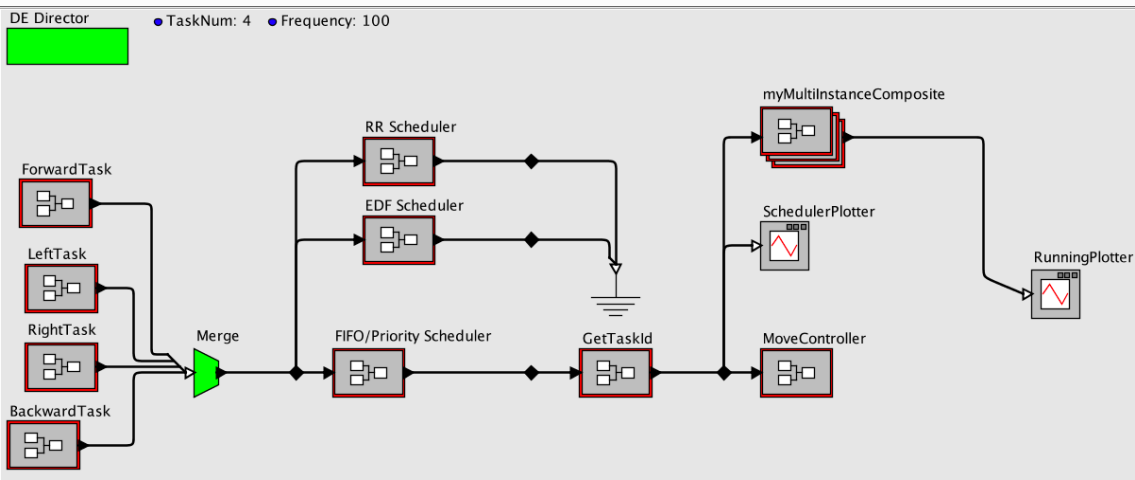 DE Director
TaskNum: 4
Frequency: 100
myMultiInstanceComposite
RR Scheduler
ForwardTask
EDF Scheduler
SchedulerPlotter
LeftTask
RunningPlotter
RightTask
Merge
FIFO/Priority Scheduler
GetTaskId
MoveController
BackwardTask